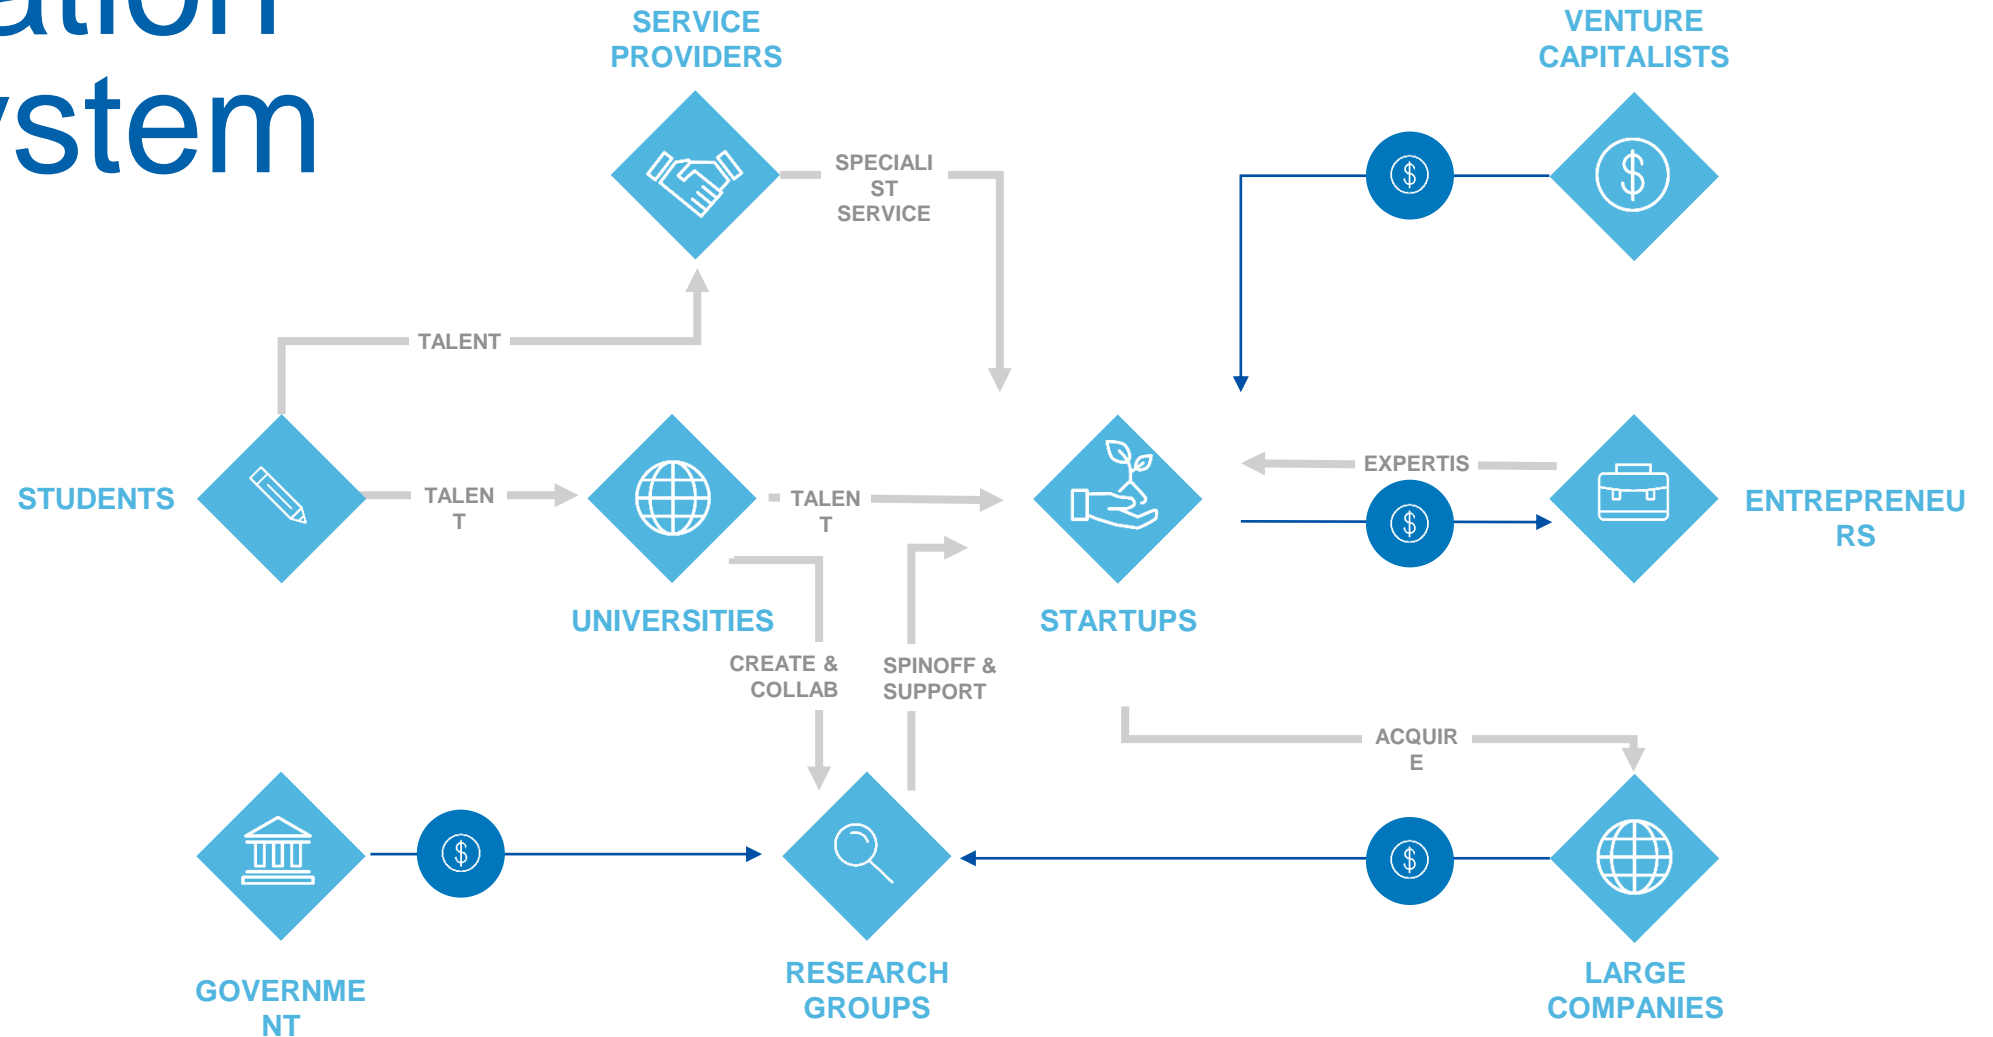 ation
ystem
SERVICE
PROVIDERS
VENTURE
CAPITALISTS
SPECIALI
ST
SERVICE
$
$
TALENT
STUDENTS
TALEN
T
TALEN
T
EXPERTIS
$
ENTREPRENEU
RS
UNIVERSITIES
STARTUPS
CREATE &
COLLAB
SPINOFF &
SUPPORT
ACQUIR
E
$
$
GOVERNME
NT
RESEARCH
GROUPS
LARGE
COMPANIES